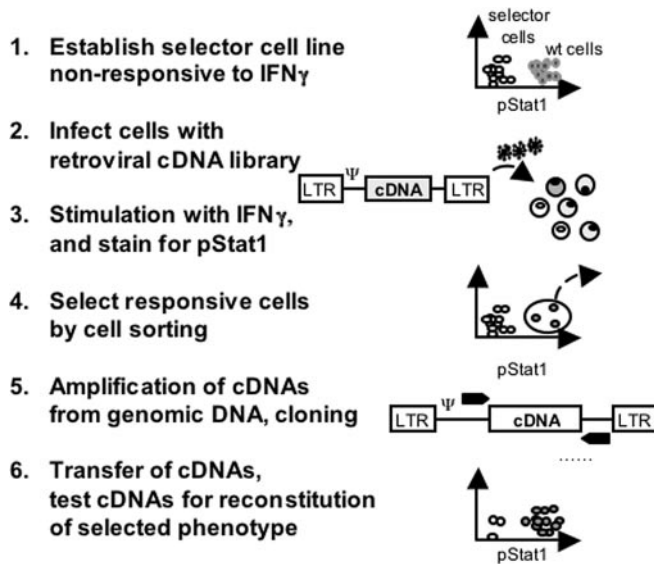 selector
cells
wt cells
1. Establish selector cell line
non-responsive to IFNγ
pStat1
2. Infect cells with
retroviral cDNA library
Ψ
LTR cDNA LTR
3. Stimulation with IFNγ,
and stain for pStat1
4. Select responsive cells
by cell sorting
pStat1
5. Amplification of cDNAs
from genomic DNA, cloning
Ψ
LTR cDNA LTR
......
6. Transfer of cDNAs,
test cDNAs for reconstitution
of selected phenotype
pStat1